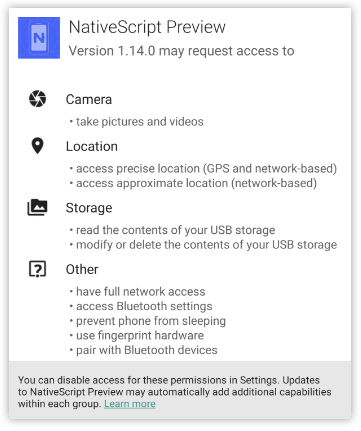 NativeScript Preview
Version 1.14.0 may request access to
Camera
• take pictures and videos
Location
• access precise location (GPS and network-based)
• access approximate location (network-based)
Storage
• read the contents of your USB storage
• modify or delete the contents of your USB storage
Other
• have full network access
• access Bluetooth settings
• prevent phone from sleeping
• use fingerprint hardware
• pair with Bluetooth devices
You can disable access for these permissions in Settings. Updates
to NativeScript Preview may automatically add additional capabilities
within each group. Learn more